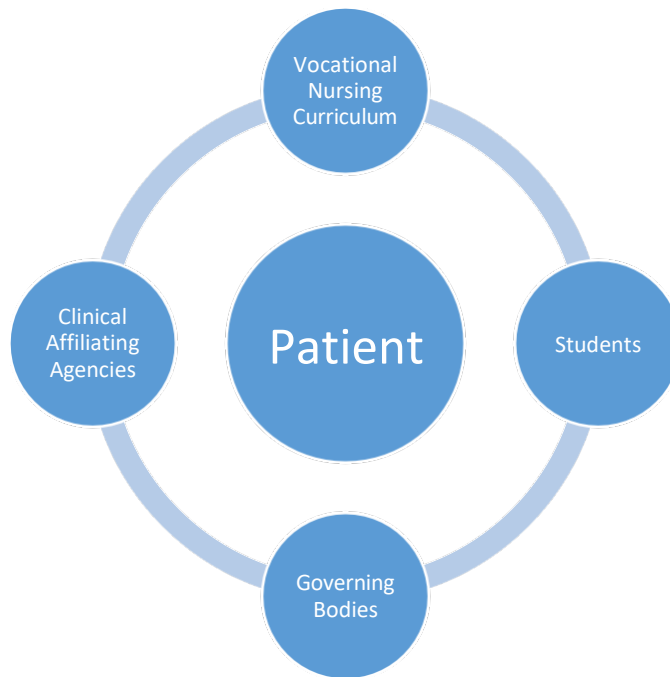 Vocational
Nursing
Curriculum
Clinical
Affiliating
Agencies
Patient
Students
Governing
Bodies